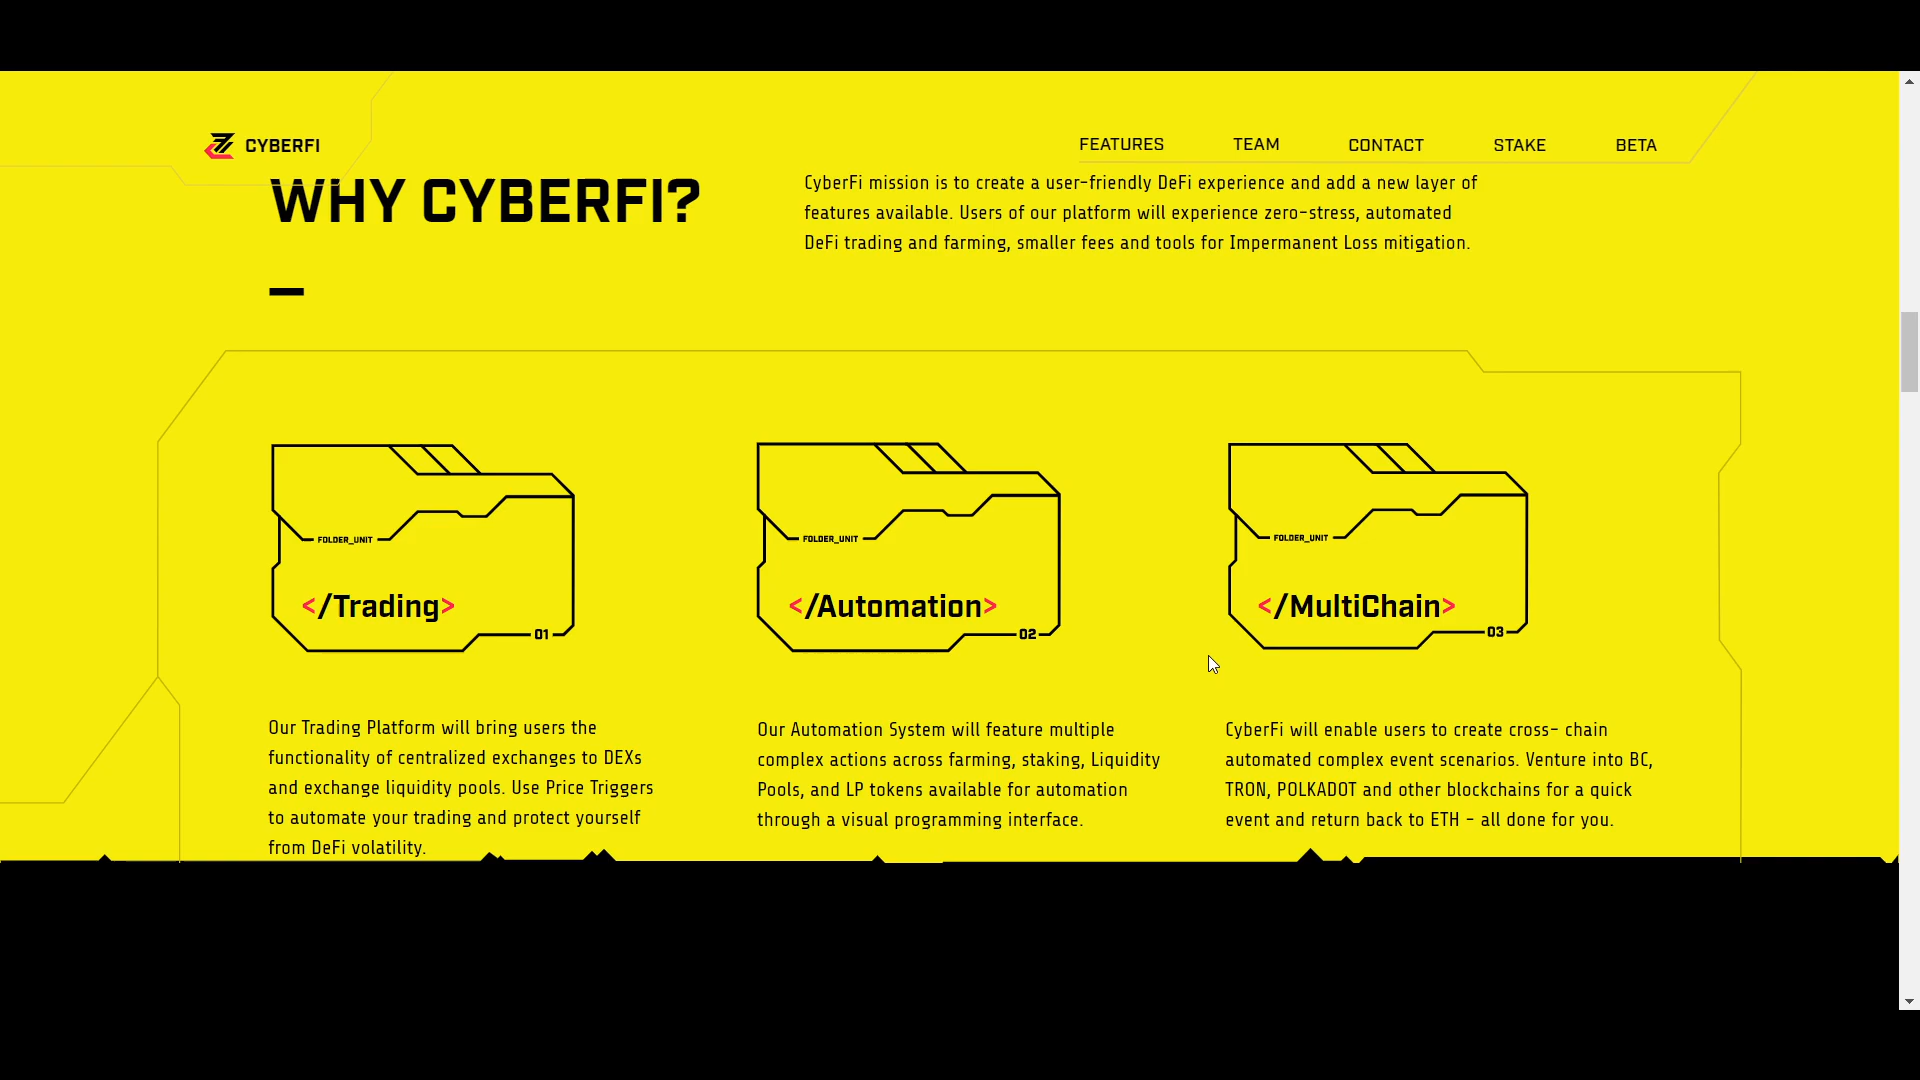 CYBERFI
FEATURES
TEAM
CONTACT
STAKE
BETA
WHY CYBERFI?
CyberFi mission is to create a user-friendly DeFi experience and add a new layer of
features available. Users of our platform will experience zero-stress, automated
DeFi trading and farming, smaller fees and tools for Impermanent Loss mitigation.
FOLDER_UNIT
</Trading>
01
Our Trading Platform will bring users the
functionality of centralized exchanges to DEXs
and exchange liquidity pools. Use Price Triggers
to automate your trading and protect yourself
from DeFi volatility.
FOLDER_UNIT
</Automation>
02
Our Automation System will feature multiple
complex actions across farming, staking, Liquidity
Pools, and LP tokens available for automation
through a visual programming interface.
FOLDER_UNIT
</MultiChain>
03
CyberFi will enable users to create cross- chain
automated complex event scenarios. Venture into BC,
TRON, POLKADOT and other blockchains for a quick
event and return back to ETH - all done for you.